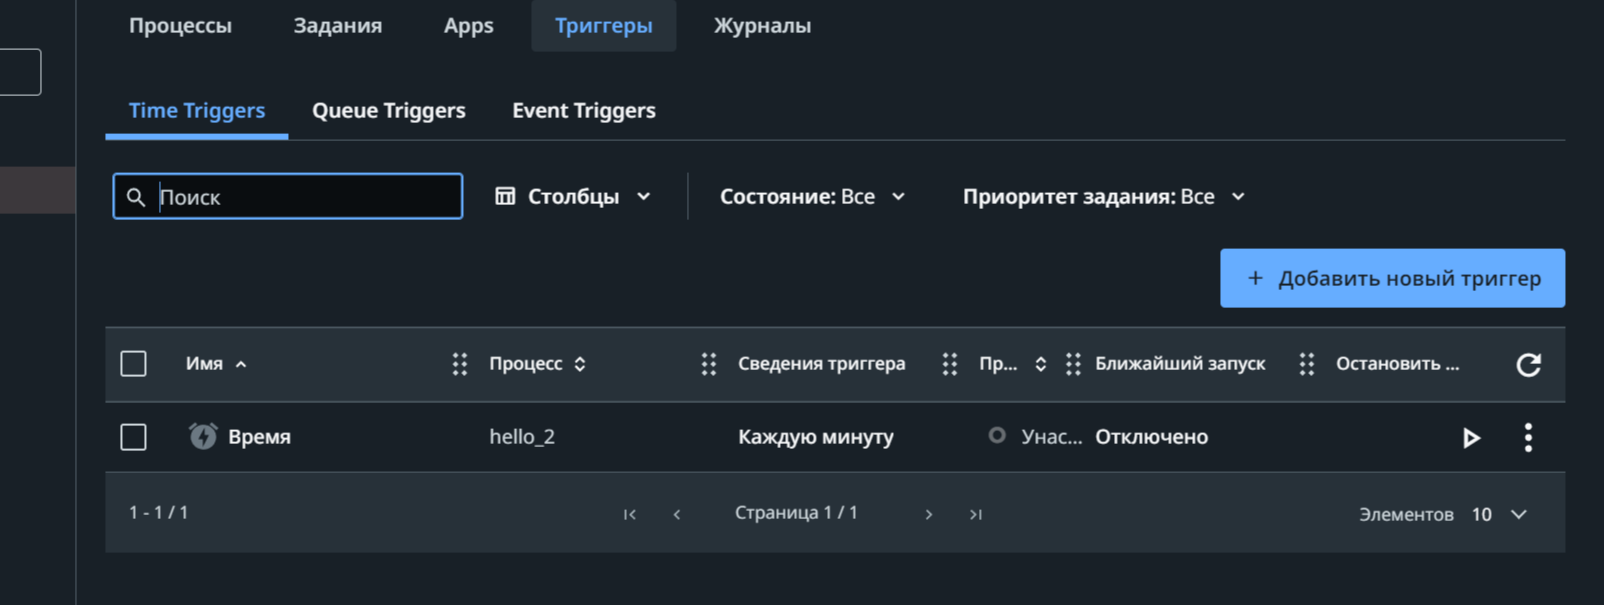 Процессы Задания Apps Триггеры Журналы
Time Triggers Queue Triggers Event Triggers
Поиск Столбцы Состояние: Все Приоритет задания: Все
+ Добавить новый триггер
Имя Процесс Сведения триггера Пр... Ближайший запуск Остановить ...
Время hello_2 Каждую минуту Унас... Отключено
1 - 1 / 1 Страница 1 / 1 Элементов 10